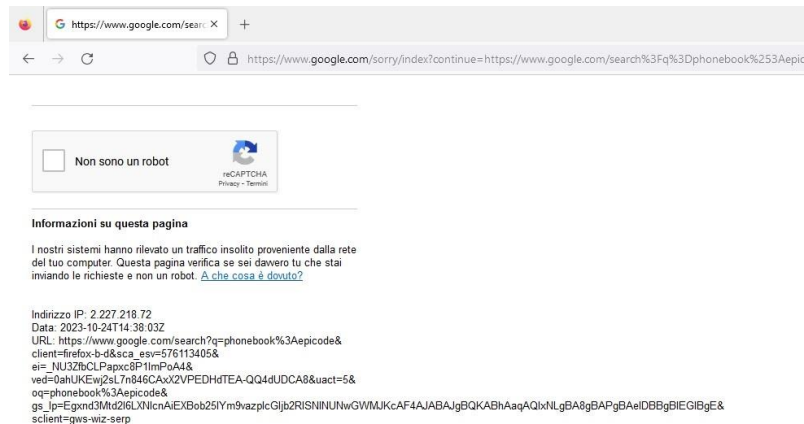 https://www.google.com/sear
https://www.google.com/sorry/index?continue=https://www.google.com/search%3Fq%3Dphonebook%253Aepic
Non sono un robot
reCAPTCHA
Privacy - Termini
Informazioni su questa pagina
I nostri sistemi hanno rilevato un traffico insolito proveniente dalla rete
del tuo computer. Questa pagina verifica se sei davvero tu che stai
inviando le richieste e non un robot. A che cosa è dovuto?
Indirizzo IP: 2.227.218.72
Data: 2023-10-24T14:38:03Z
URL: https://www.google.com/search?q=phonebook%3Aepicode&
client=firefox-b-d&sca_esv=576113405&
ei=_NU3ZfbCLPapxc8P1ImPoA4&
ved=0ahUKEwj2sL7n846CAxX2VPEDHdTEA-QQ4dUDCA8&uact=5&
oq=phonebook%3Aepicode&
gs_lp=Egxnd3Mtd2l6LXNlcnAiEXBob25lYm9vazplcGljb2RlSNINUNwGWMJKcAF4AJABAJgBQKABhAaqAQIxNLgBA8gBAPgBAeIDBBgBIEGIBgE&
sclient=gws-wiz-serp